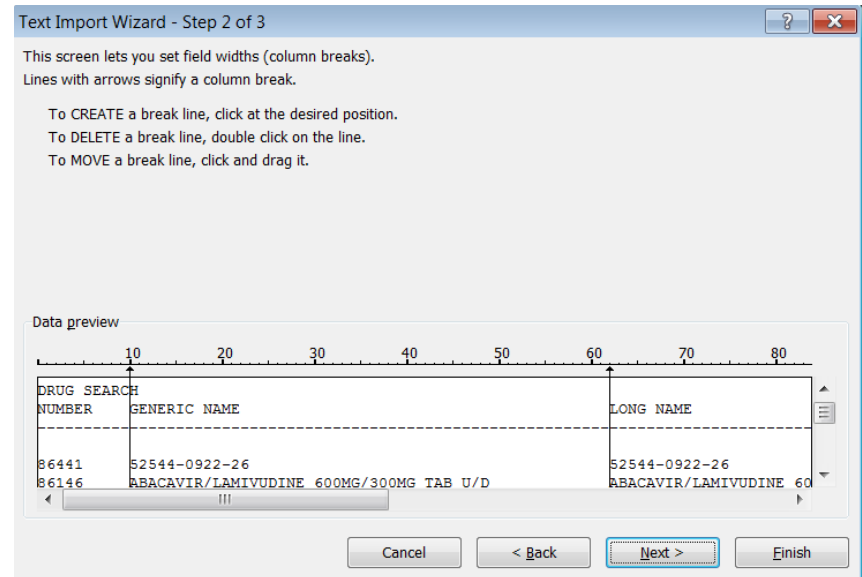 Text Import Wizard - Step 2 of 3
This screen lets you set field widths (column breaks).
Lines with arrows signify a column break.
To CREATE a break line, click at the desired position.
To DELETE a break line, double click on the line.
To MOVE a break line, click and drag it.
Data preview
10 20 30 40 50 60 70 80
DRUG SEARCH
NUMBER GENERIC NAME LONG NAME
--------------------------------------------------------------------------------
86441 52544-0922-26 52544-0922-26
86146 ABACAVIR/LAMIVUDINE 600MG/300MG TAB U/D ABACAVIR/LAMIVUDINE 60
Cancel < Back Next > Finish